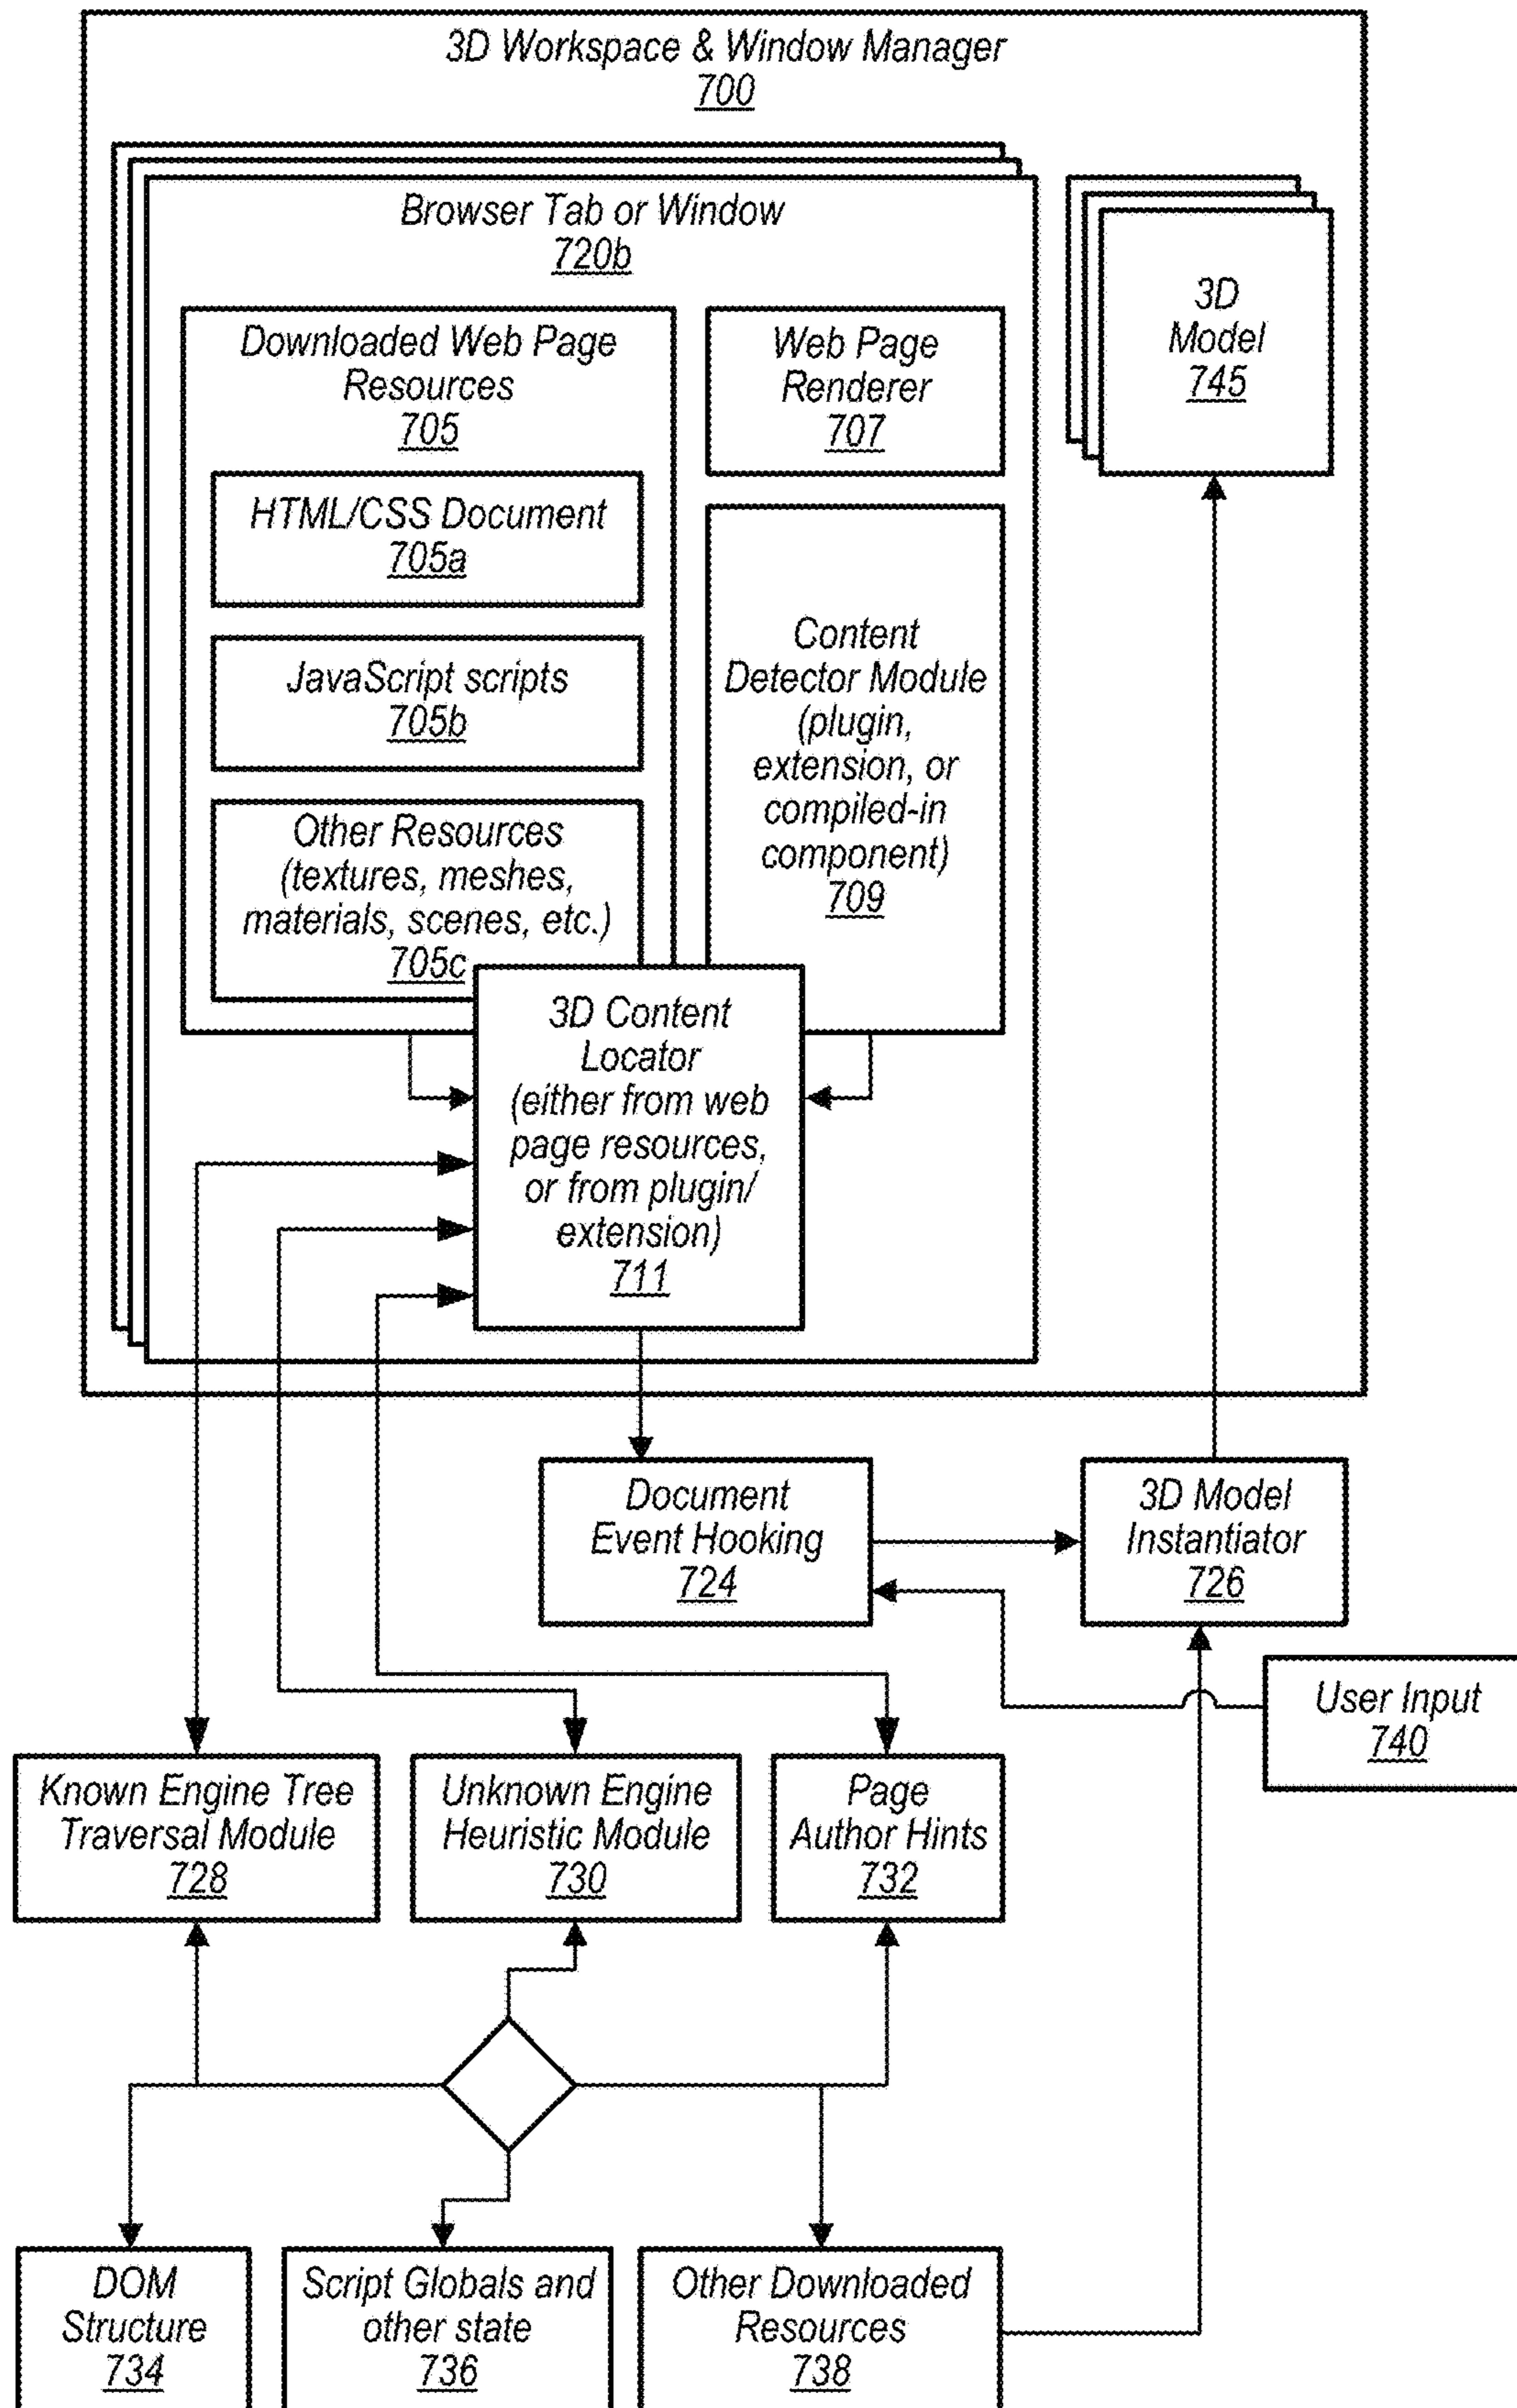 3D Workspace & Window Manager
700
Browser Tab or Window
720b
Downloaded Web Page
Resources
705
HTML/CSS Document
705a
JavaScript scripts
705b
Other Resources
(textures, meshes,
materials, scenes, etc.)
705c
Web Page
Renderer
707
Content
Detector Module
(plugin,
extension, or
compiled-in
component)
709
3D
Model
745
3D Content
Locator
(either from web
page resources,
or from plugin/
extension)
711
Document
Event Hooking
724
3D Model
Instantiator
726
User Input
740
Known Engine Tree
Traversal Module
728
Unknown Engine
Heuristic Module
730
Page
Author Hints
732
DOM
Structure
734
Script Globals and
other state
736
Other Downloaded
Resources
738